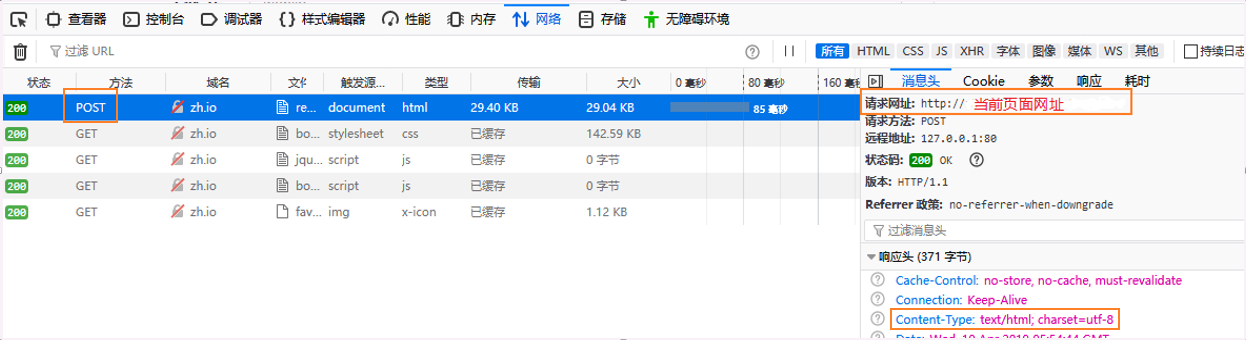 查看器 控制台 调试器 样式编辑器 性能 内存 网络 存储 无障碍环境
过滤 URL 所有 HTML CSS JS XHR 字体 图像 媒体 WS 其他 持续日志
状态 方法 域名 文件 触发源... 类型 传输 大小 0 毫秒 80 毫秒 160 毫秒 消息头 Cookie 参数 响应 耗时
200 POST zh.io re... document html 29.40 KB 29.04 KB 85 毫秒
200 GET zh.io bo... stylesheet css 已缓存 142.59 KB
200 GET zh.io jqu... script js 已缓存 0 字节
200 GET zh.io bo... script js 已缓存 0 字节
200 GET zh.io fav... img x-icon 已缓存 1.12 KB
请求网址: http:// 当前页面网址
请求方法: POST
远程地址: 127.0.0.1:80
状态码: 200 OK
版本: HTTP/1.1
Referrer 政策: no-referrer-when-downgrade
过滤消息头
响应头 (371 字节)
Cache-Control: no-store, no-cache, must-revalidate
Connection: Keep-Alive
Content-Type: text/html; charset=utf-8